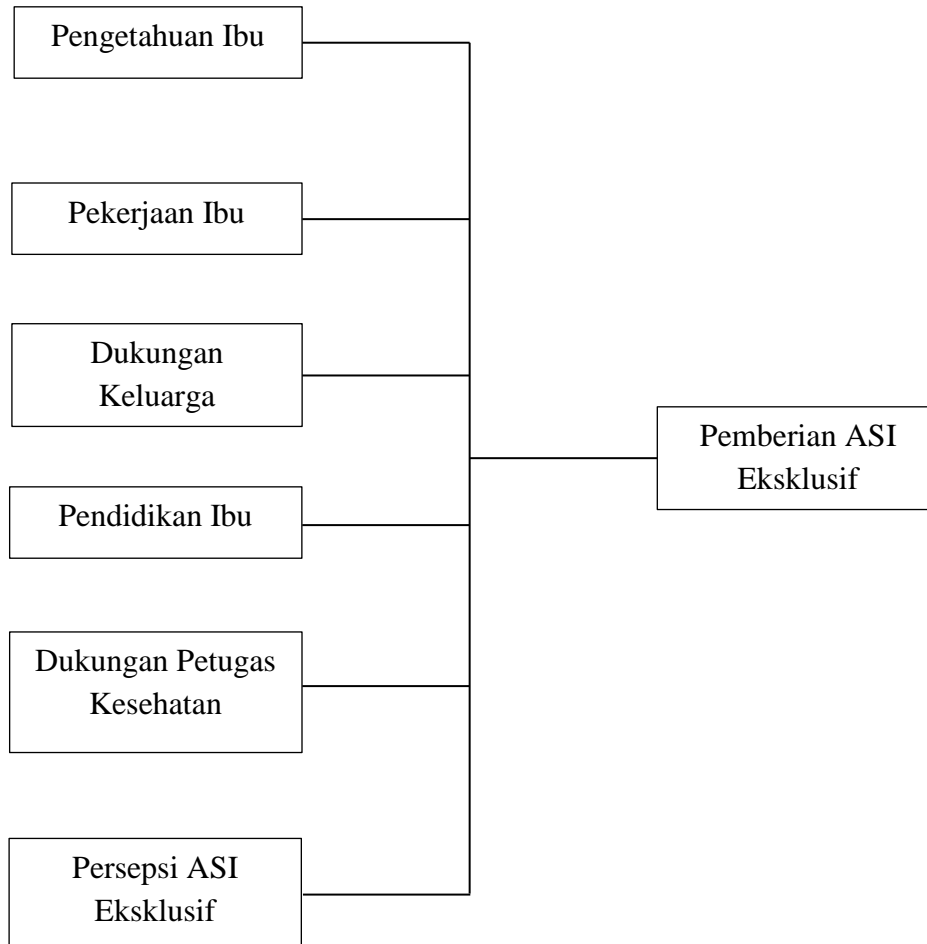 Pengetahuan Ibu
Pekerjaan Ibu
Dukungan
Keluarga
Pemberian ASI
Eksklusif
Pendidikan Ibu
Dukungan Petugas
Kesehatan
Persepsi ASI
Eksklusif